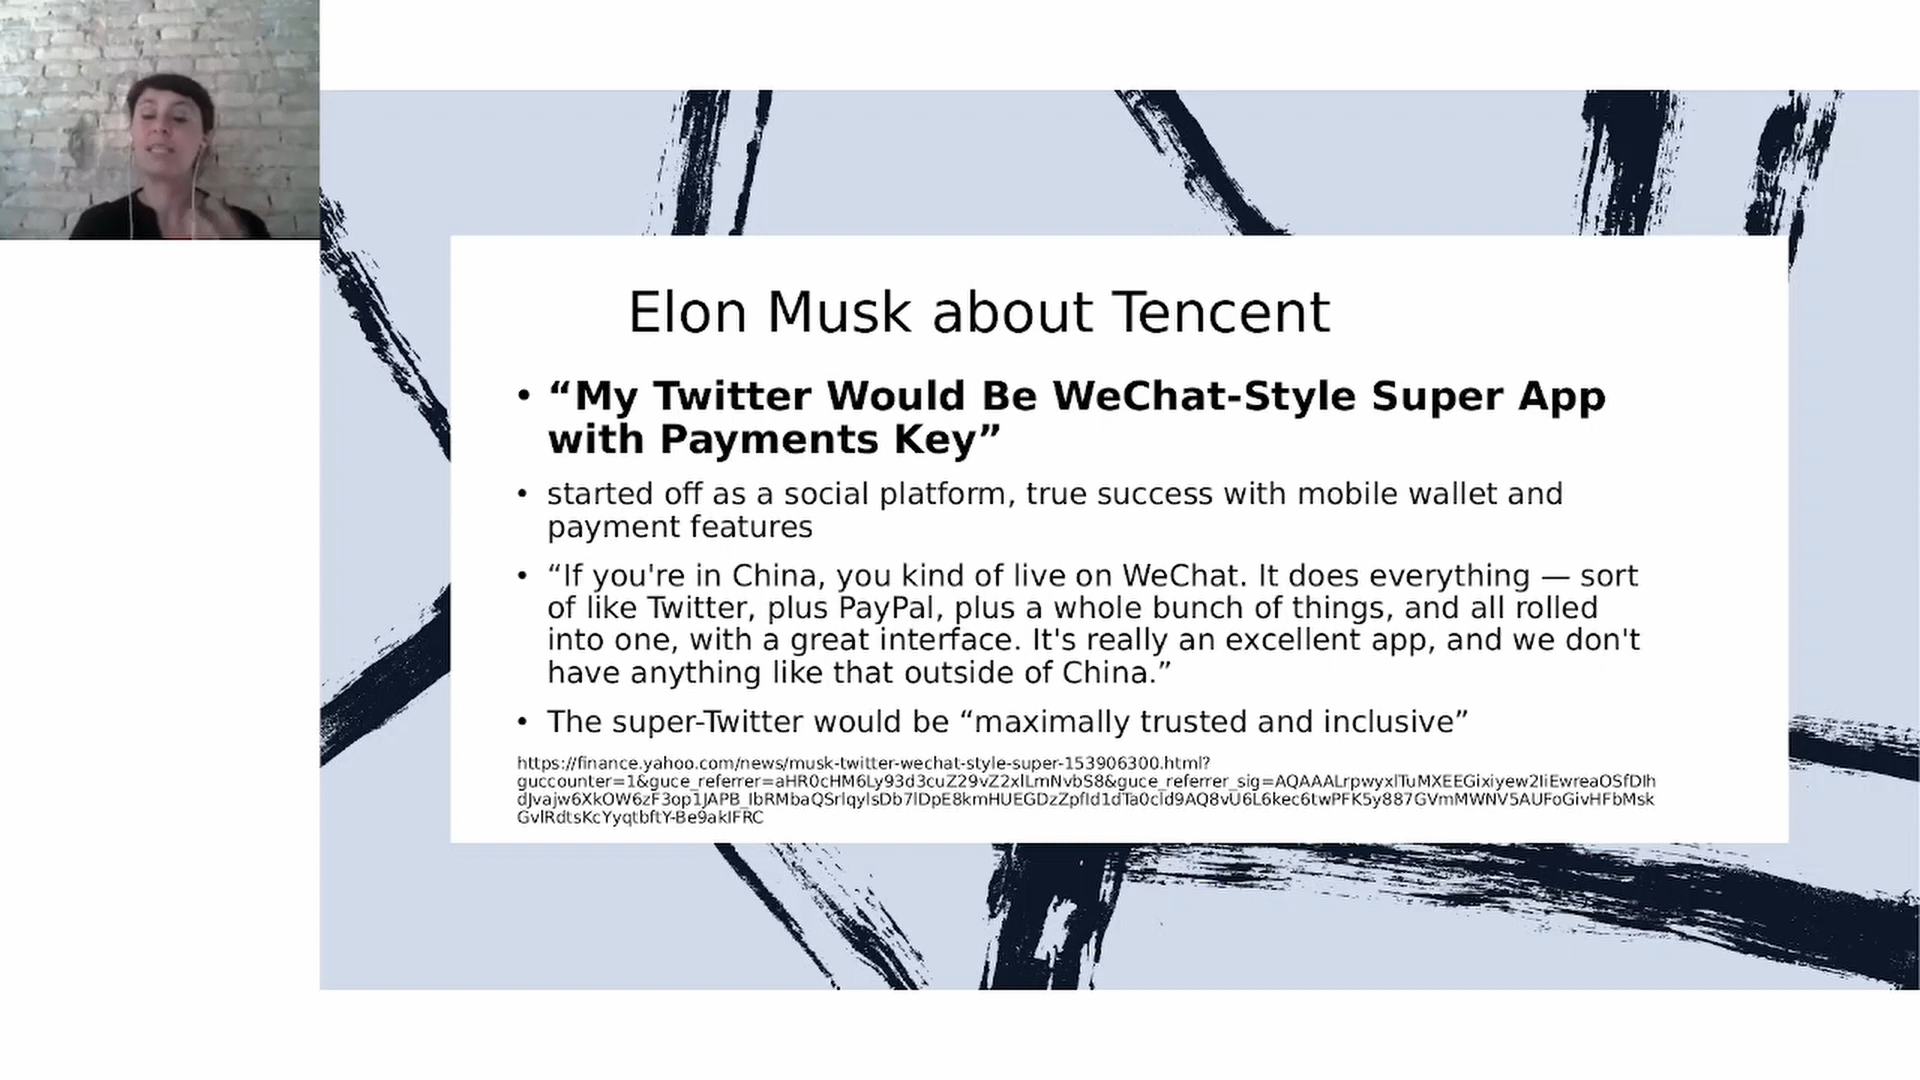 Elon Musk about Tencent
• “My Twitter Would Be WeChat-Style Super App
with Payments Key”
• started off as a social platform, true success with mobile wallet and
payment features
• “If you're in China, you kind of live on WeChat. It does everything — sort
of like Twitter, plus PayPal, plus a whole bunch of things, and all rolled
into one, with a great interface. It's really an excellent app, and we don't
have anything like that outside of China.”
• The super-Twitter would be “maximally trusted and inclusive”
https://finance.yahoo.com/news/musk-twitter-wechat-style-super-153906300.html?